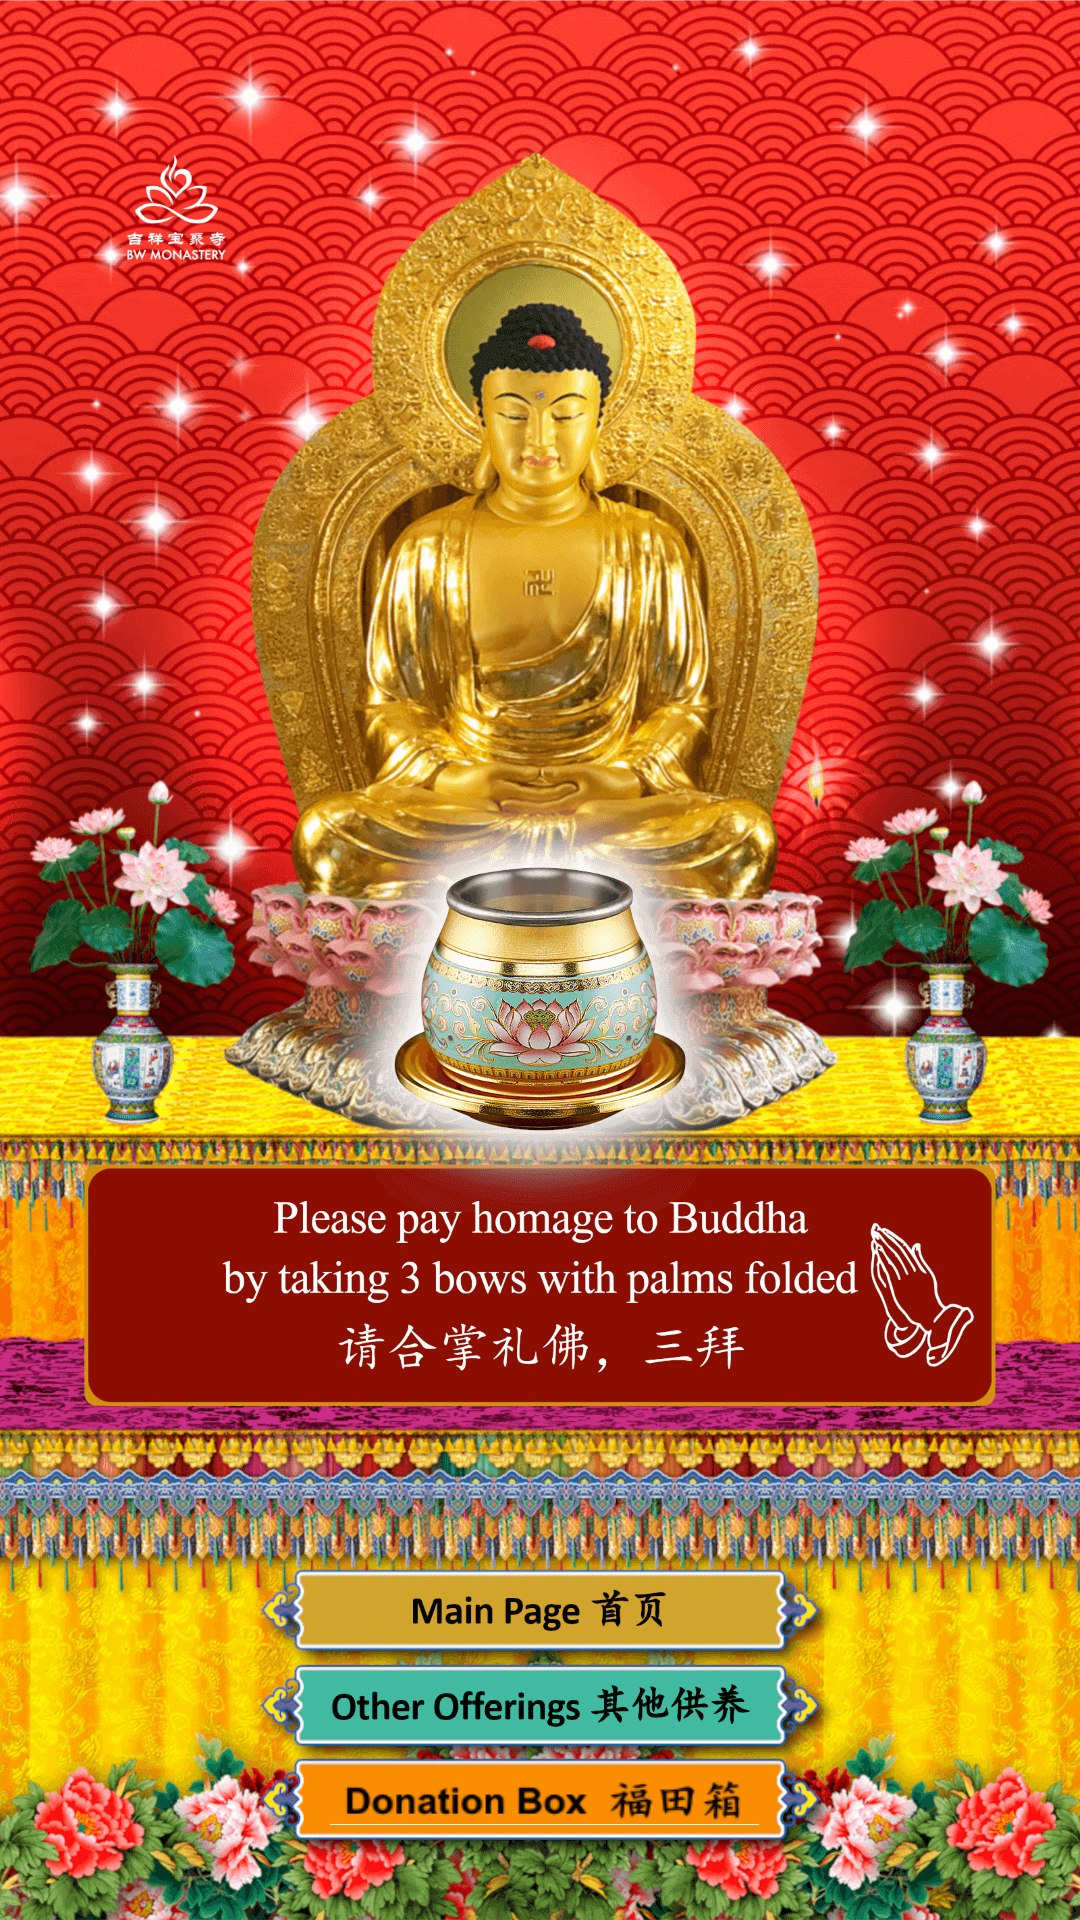 吉祥宝聚寺
BW MONASTERY
Please pay homage to Buddha
by taking 3 bows with palms folded
请合掌礼佛，三拜
Main Page 首页
Other Offerings 其他供养
Donation Box 福田箱